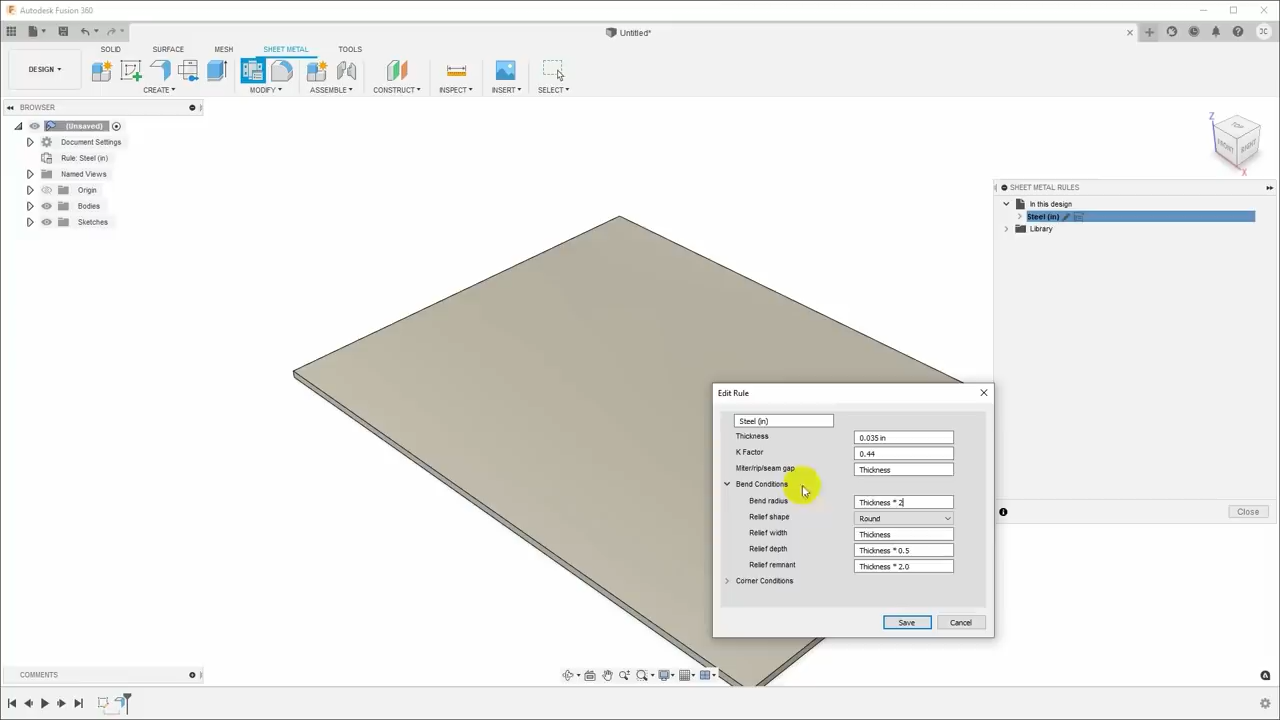 Autodesk Fusion 360
Untitled*
SOLID SURFACE MESH SHEET METAL TOOLS
DESIGN
CREATE MODIFY ASSEMBLE CONSTRUCT INSPECT INSERT SELECT
BROWSER
(Unsaved)
Document Settings
Rule: Steel (in)
Named Views
Origin
Bodies
Sketches
Z
TOP
FRONT
RIGHT
X
SHEET METAL RULES
In this design
Steel (in)
Library
Close
Edit Rule
Steel (in)
Thickness 0.035 in
K Factor 0.44
Miter/rip/seam gap Thickness
Bend Conditions
Bend radius Thickness * 2
Relief shape Round
Relief width Thickness
Relief depth Thickness * 0.5
Relief remnant Thickness * 2.0
Corner Conditions
Save Cancel
COMMENTS